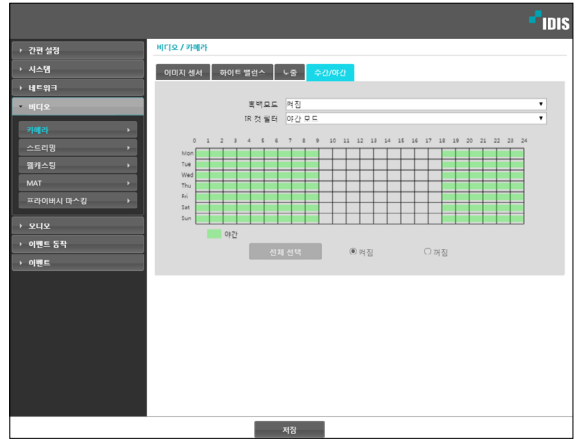 IDIS
간편 설정
시스템
네트워크
비디오
카메라
스트리밍
웹캐스팅
MAT
프라이버시 마스킹
오디오
이벤트 동작
이벤트
비디오 / 카메라
이미지 센서 화이트 밸런스 노출 주간/야간
흑백모드 켜짐
IR 컷 필터 야간 모드
0 1 2 3 4 5 6 7 8 9 10 11 12 13 14 15 16 17 18 19 20 21 22 23 24
Mon
Tue
Wed
Thu
Fri
Sat
Sun
야간
전체 선택 켜짐 꺼짐
저장